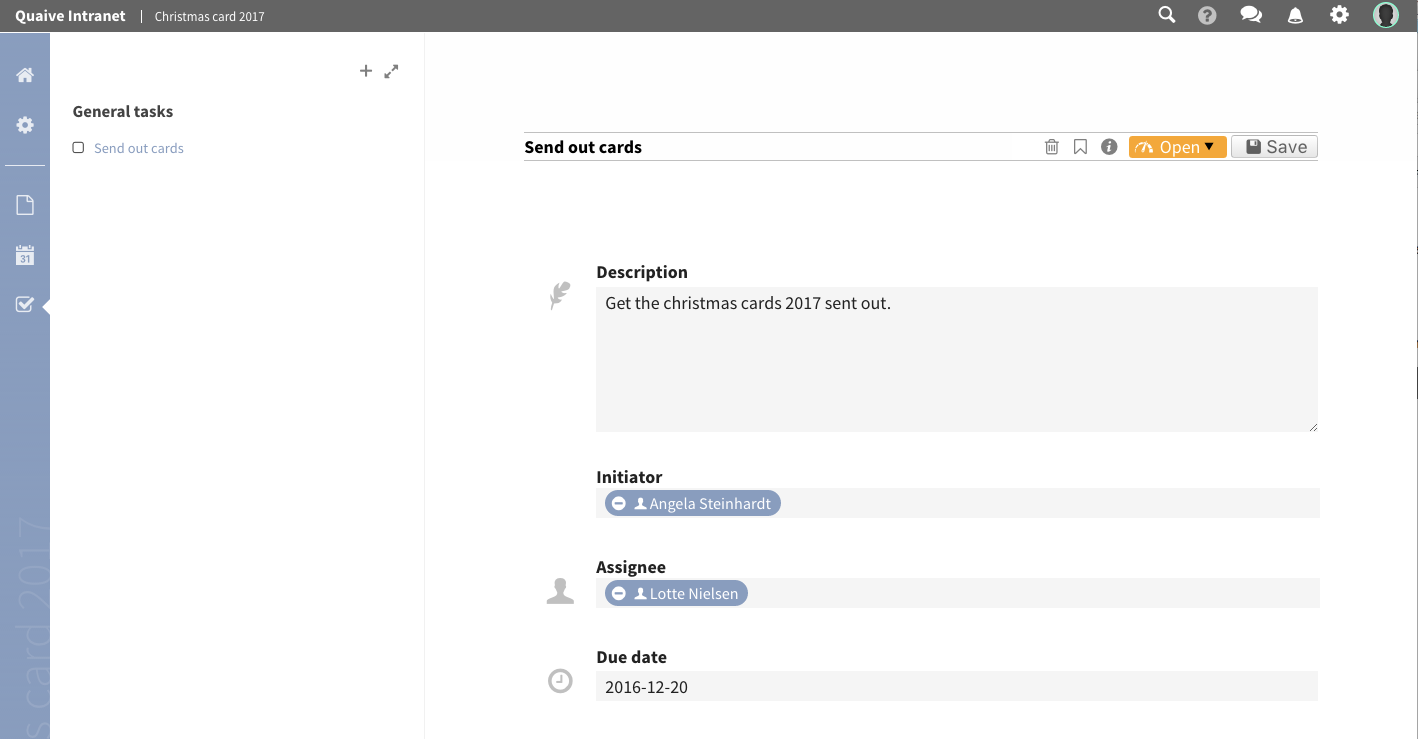 Quaive Intranet | Christmas card 2017
General tasks
Send out cards
Send out cards
Open
Save
Description
Get the christmas cards 2017 sent out.
Initiator
Angela Steinhardt
Assignee
Lotte Nielsen
Due date
2016-12-20
31
s card 2017